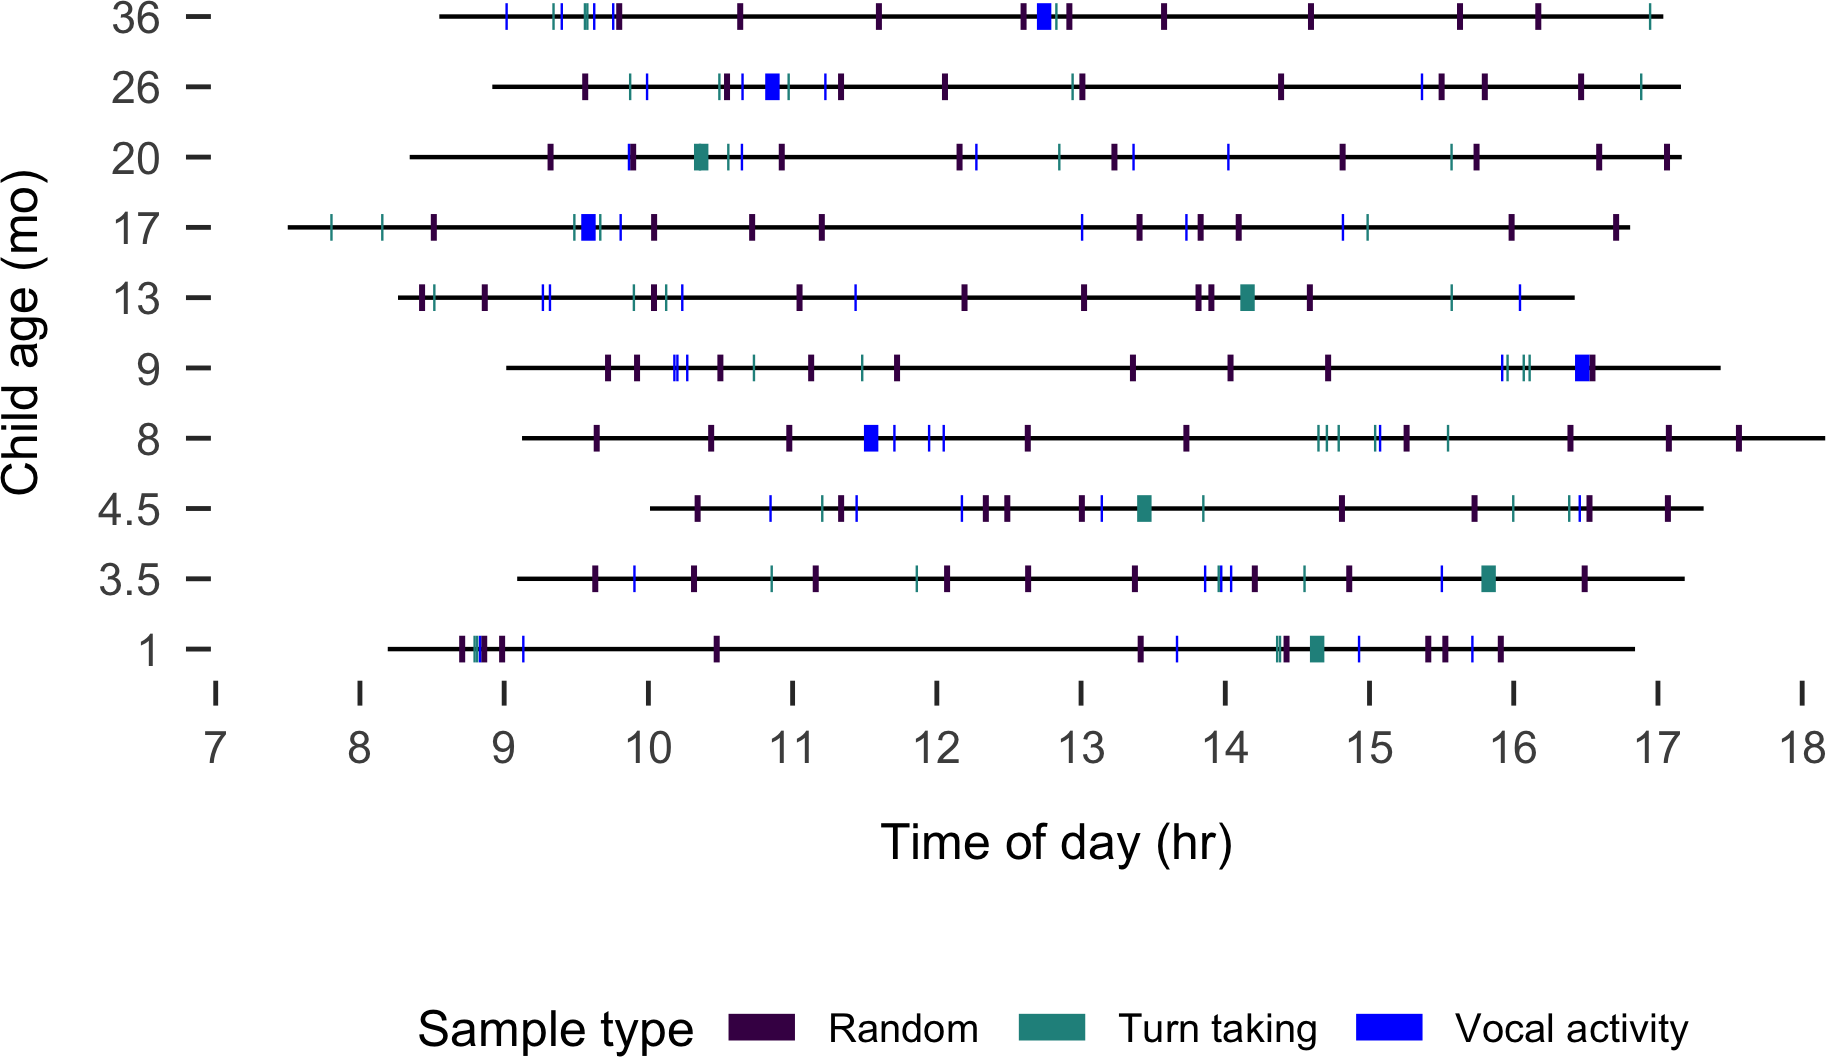 Child age (mo)
36
26
20
17
13
9
8
4.5
3.5
1
7 8 9 10 11 12 13 14 15 16 17 18
Time of day (hr)
Sample type Random Turn taking Vocal activity